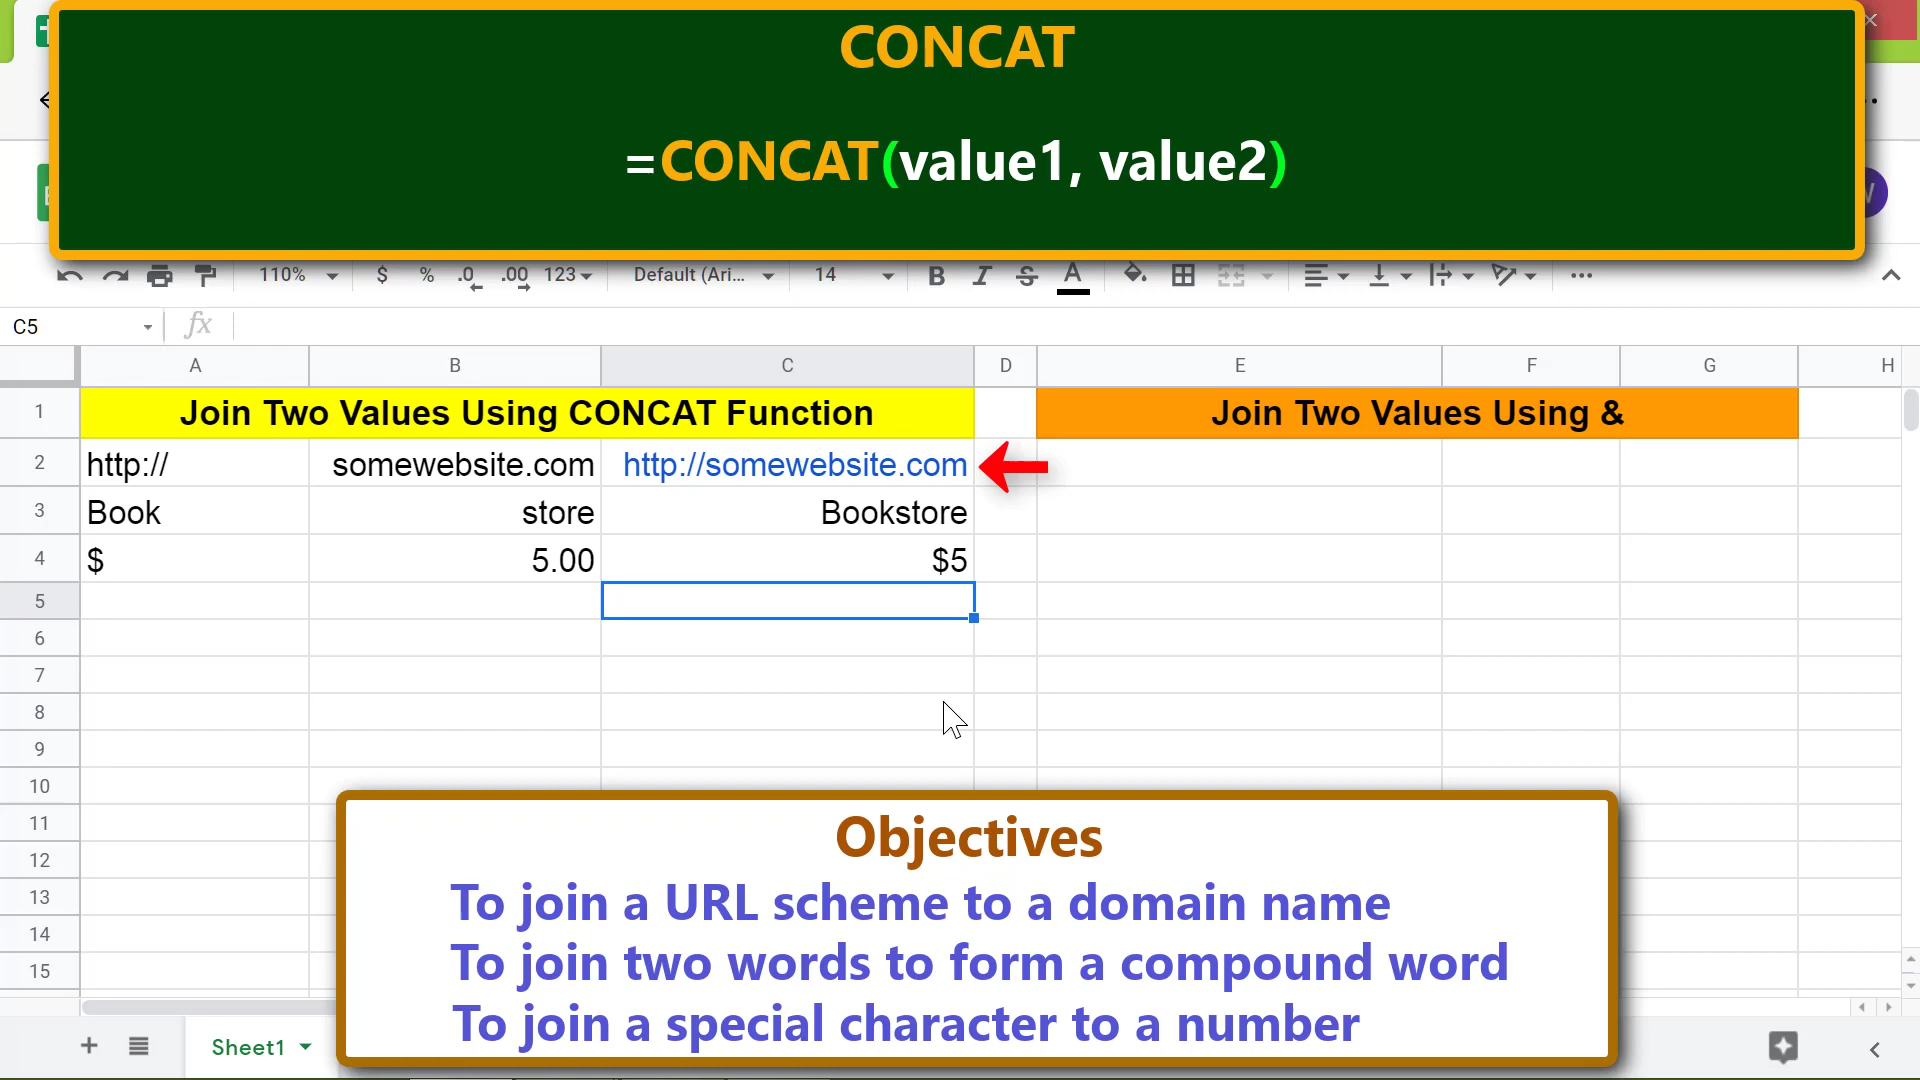 CONCAT
=CONCAT(value1, value2)
110% $ % .0 .00 123 Default (Ari... 14 B I S A
C5 fx
A B C D E F G H
1 Join Two Values Using CONCAT Function Join Two Values Using &
2 http:// somewebsite.com http://somewebsite.com
3 Book store Bookstore
4 $ 5.00 $5
5
6
7
8
9
10
11
12
13
14
15
Objectives
To join a URL scheme to a domain name
To join two words to form a compound word
To join a special character to a number
Sheet1